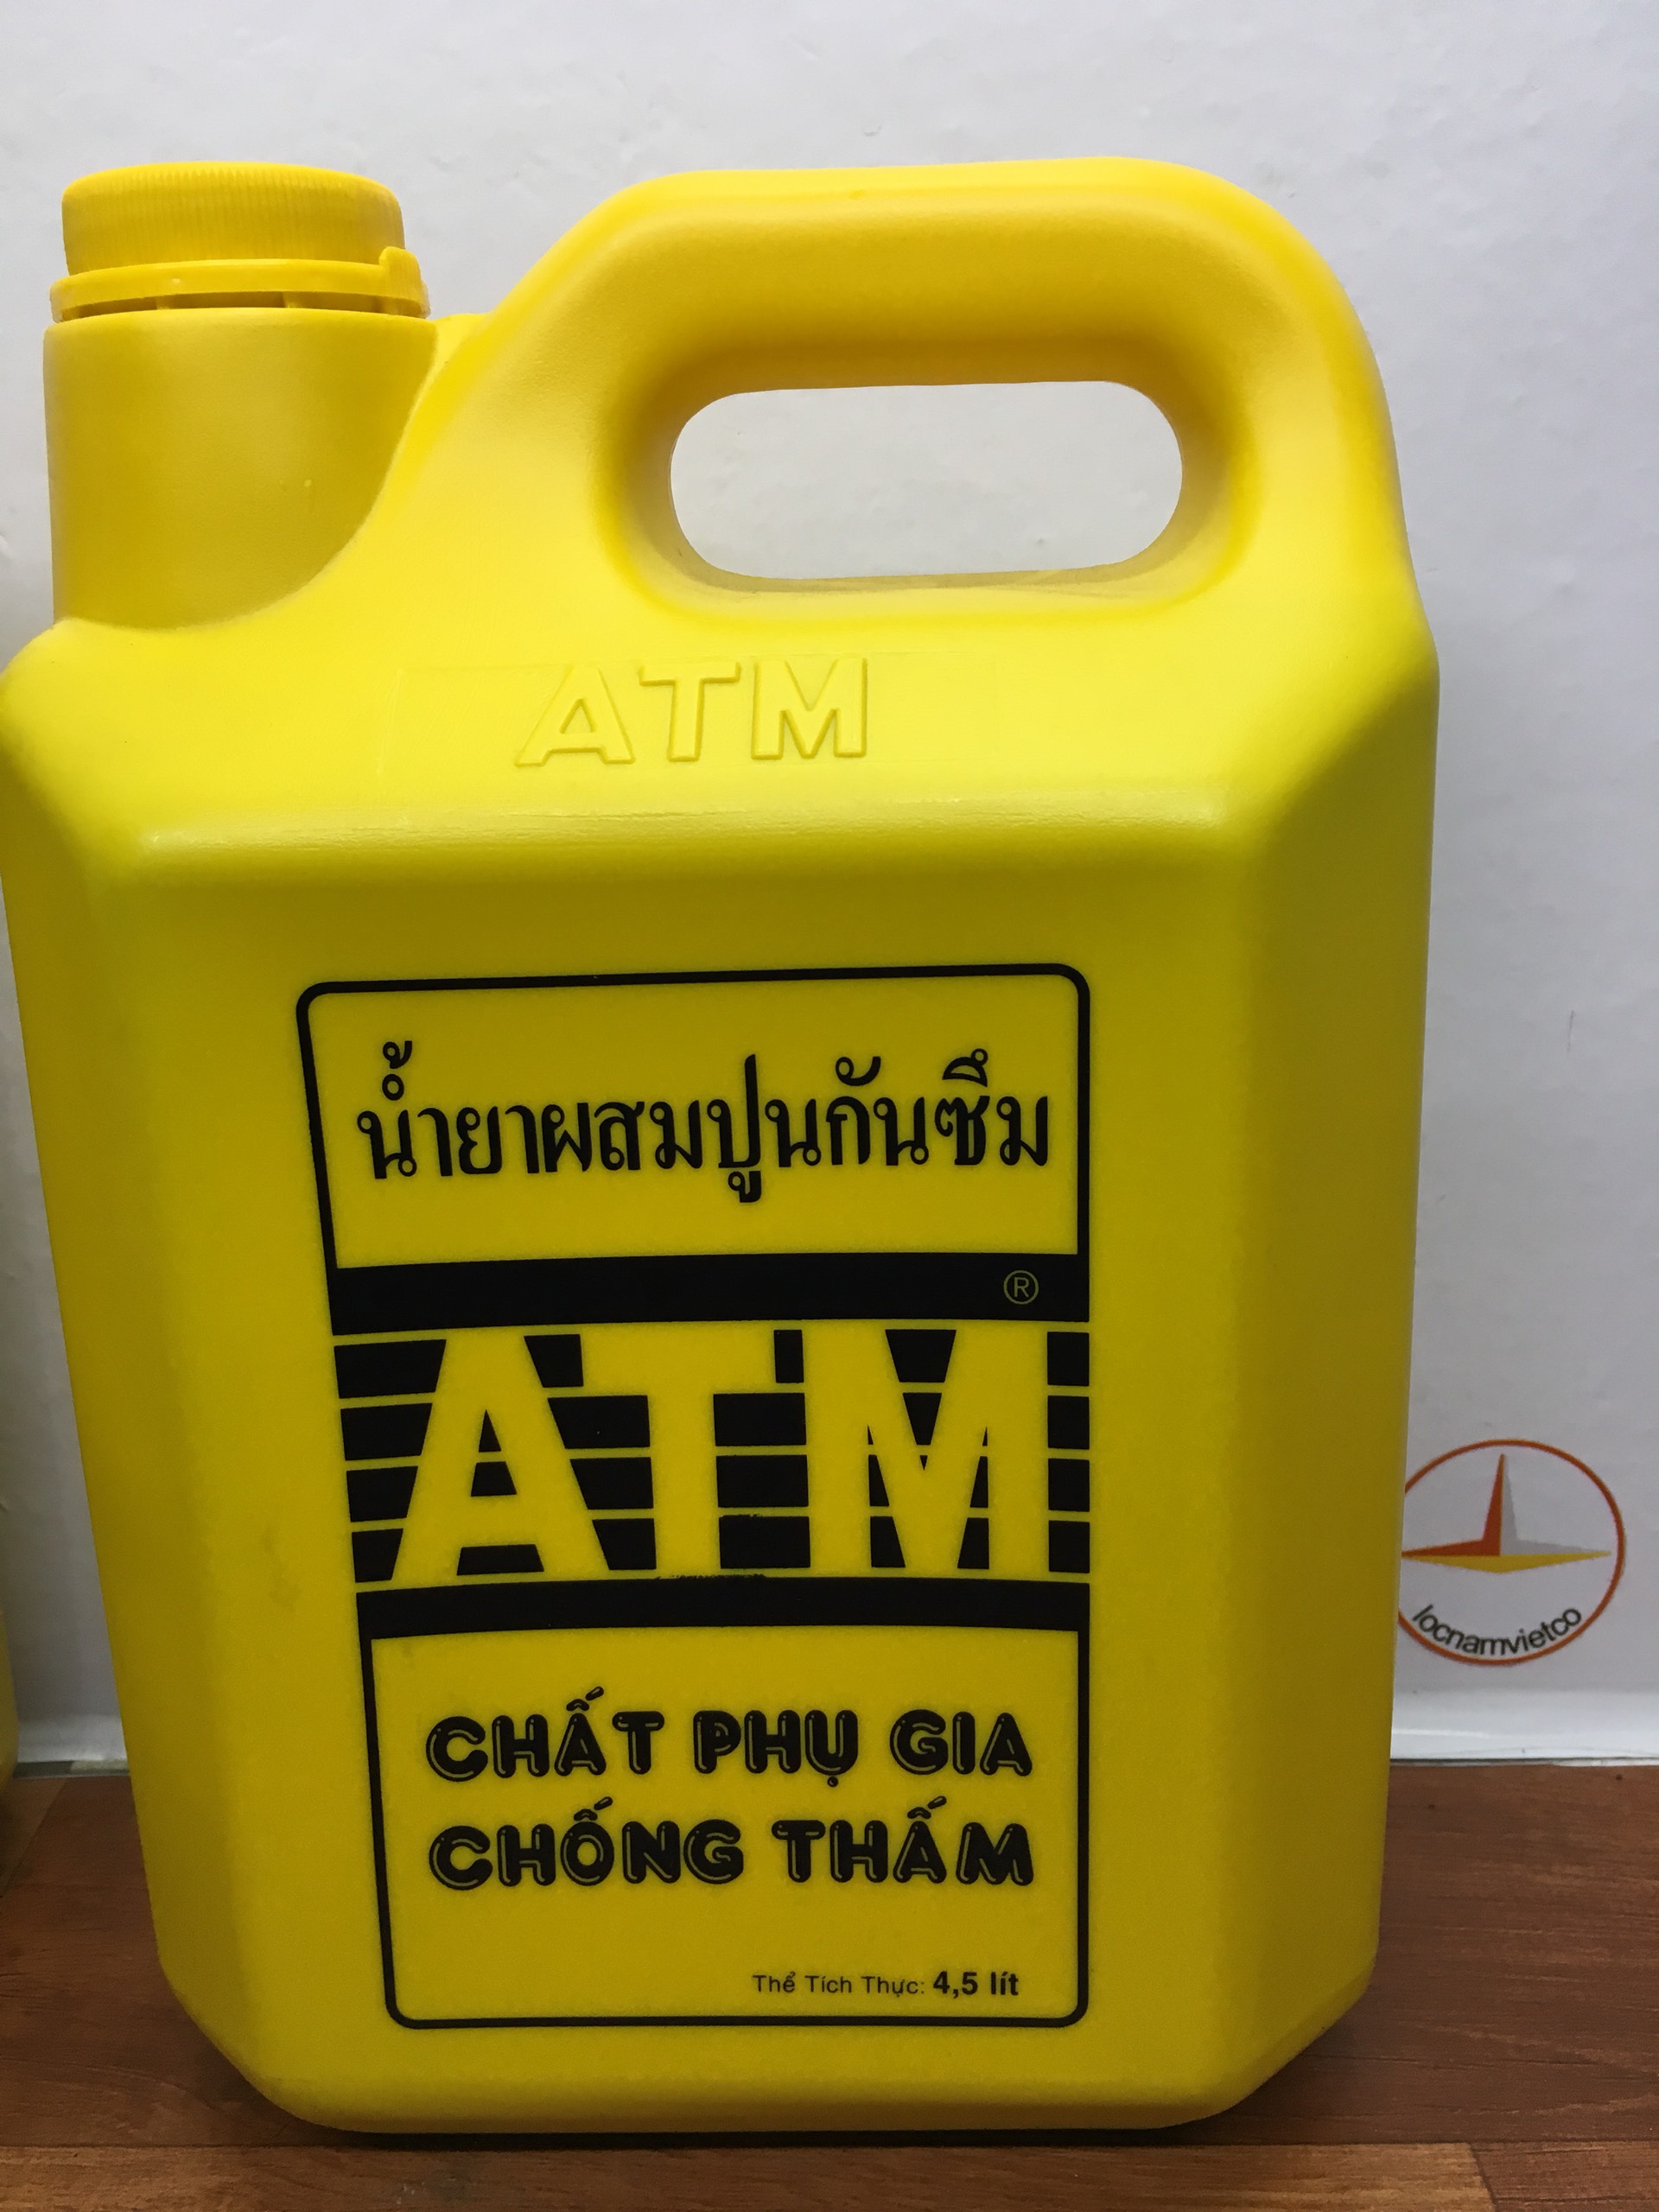 ATM
น้ำยาผสมปูนกันซึม
®
ATM
CHẤT PHỤ GIA
CHỐNG THẤM
Thể Tích Thực: 4,5 lít
locnamvietco